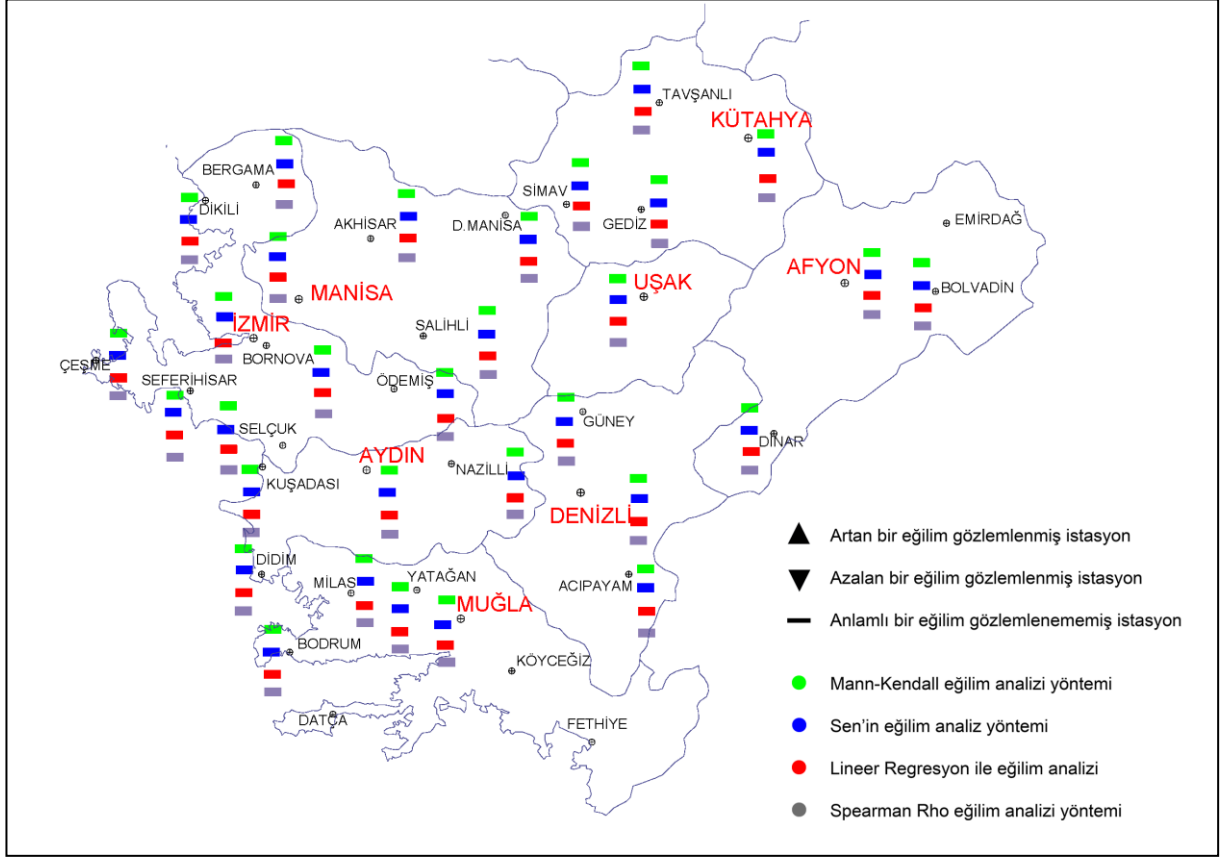 TAVŞANLI
KÜTAHYA
BERGAMA
SİMAV
DİKİLİ
AKHİSAR
D.MANİSA
GEDİZ
EMİRDAĞ
AFYON
UŞAK
MANİSA
BOLVADİN
İZMİR
SALİHLİ
BORNOVA
ÇEŞME
SEFERİHİSAR
ÖDEMİŞ
GÜNEY
SELÇUK
DİNAR
AYDIN
NAZİLLİ
KUŞADASI
DENİZLİ
DİDİM
MİLAS
YATAĞAN
ACIPAYAM
MUĞLA
BODRUM
KÖYCEĞİZ
DATÇA
FETHİYE
Artan bir eğilim gözlemlenmiş istasyon
Azalan bir eğilim gözlemlenmiş istasyon
Anlamlı bir eğilim gözlemlenememiş istasyon
Mann-Kendall eğilim analizi yöntemi
Sen'in eğilim analiz yöntemi
Lineer Regresyon ile eğilim analizi
Spearman Rho eğilim analizi yöntemi